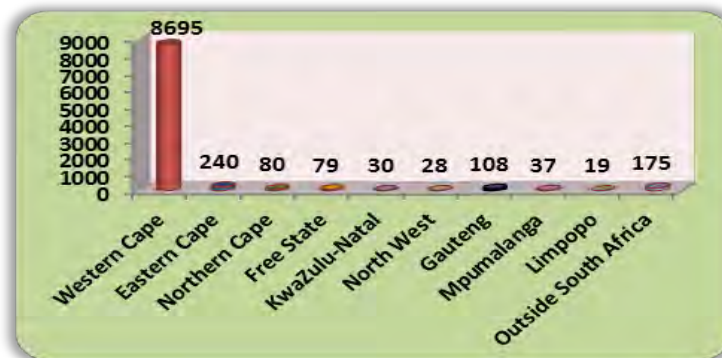 8695
9000
8000
7000
6000
5000
4000
3000
2000
1000
0
240
80
79
30
28
108
37
19
175
Western Cape
Eastern Cape
Northern Cape
Free State
KwaZulu-Natal
North West
Gauteng
Mpumalanga
Limpopo
Outside South Africa